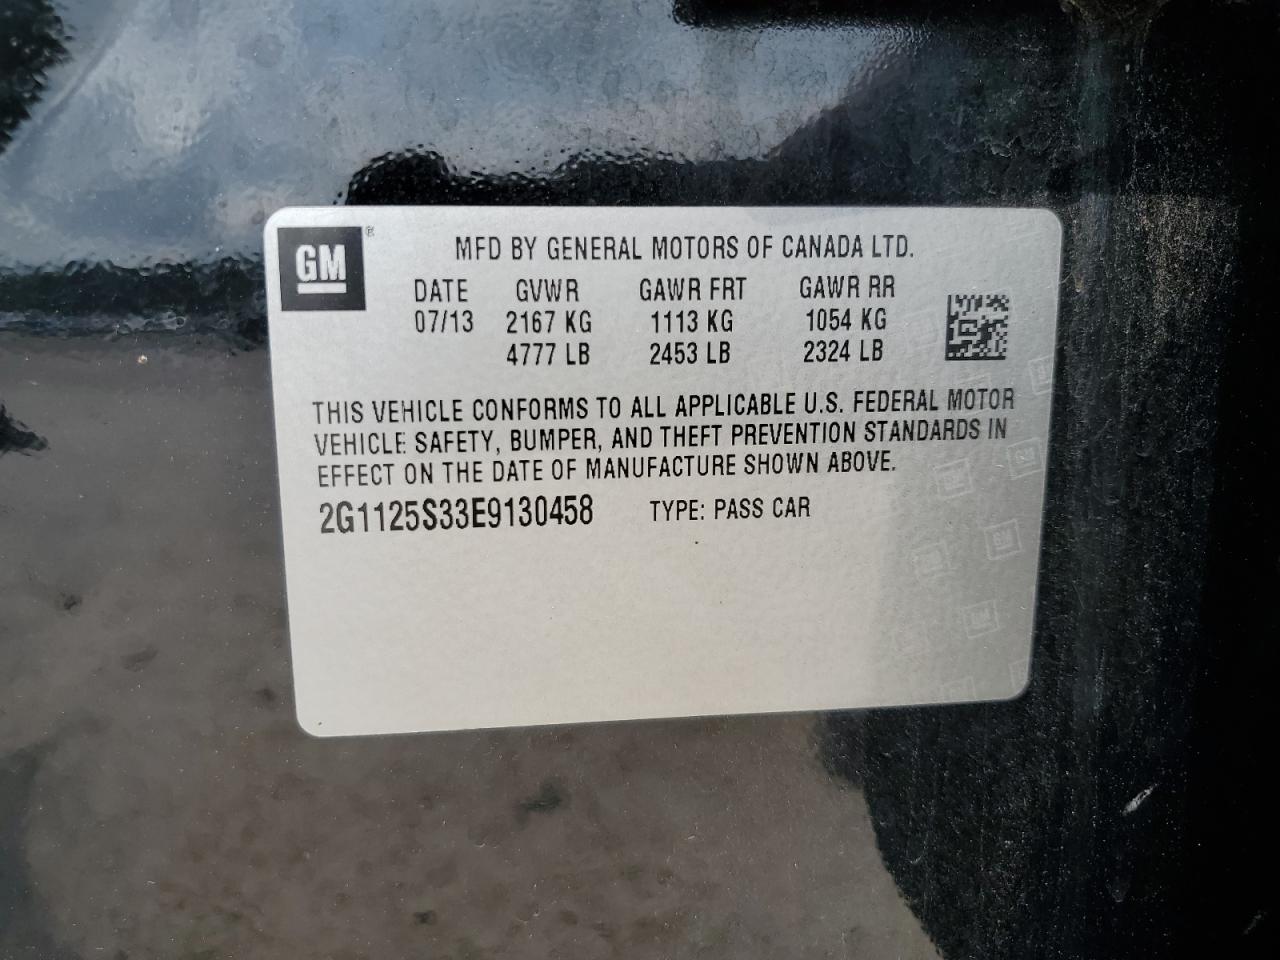 GM ®
MFD BY GENERAL MOTORS OF CANADA LTD.
DATE GVWR GAWR FRT GAWR RR
07/13 2167 KG 1113 KG 1054 KG
4777 LB 2453 LB 2324 LB
THIS VEHICLE CONFORMS TO ALL APPLICABLE U.S. FEDERAL MOTOR
VEHICLE SAFETY, BUMPER, AND THEFT PREVENTION STANDARDS IN
EFFECT ON THE DATE OF MANUFACTURE SHOWN ABOVE.
2G1125S33E9130458 TYPE: PASS CAR